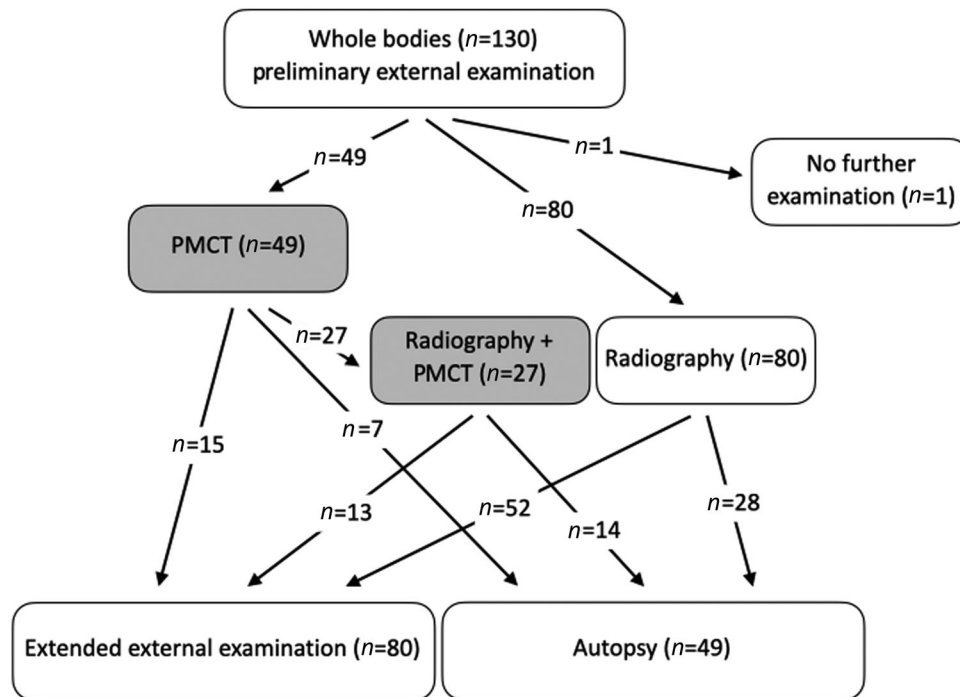 Whole bodies (n=130)
preliminary external examination
n=49
n=1
No further
examination (n=1)
n=80
PMCT (n=49)
n=27
Radiography +
PMCT (n=27)
Radiography (n=80)
n=15
n=7
n=13
n=52
n=14
n=28
Extended external examination (n=80)
Autopsy (n=49)